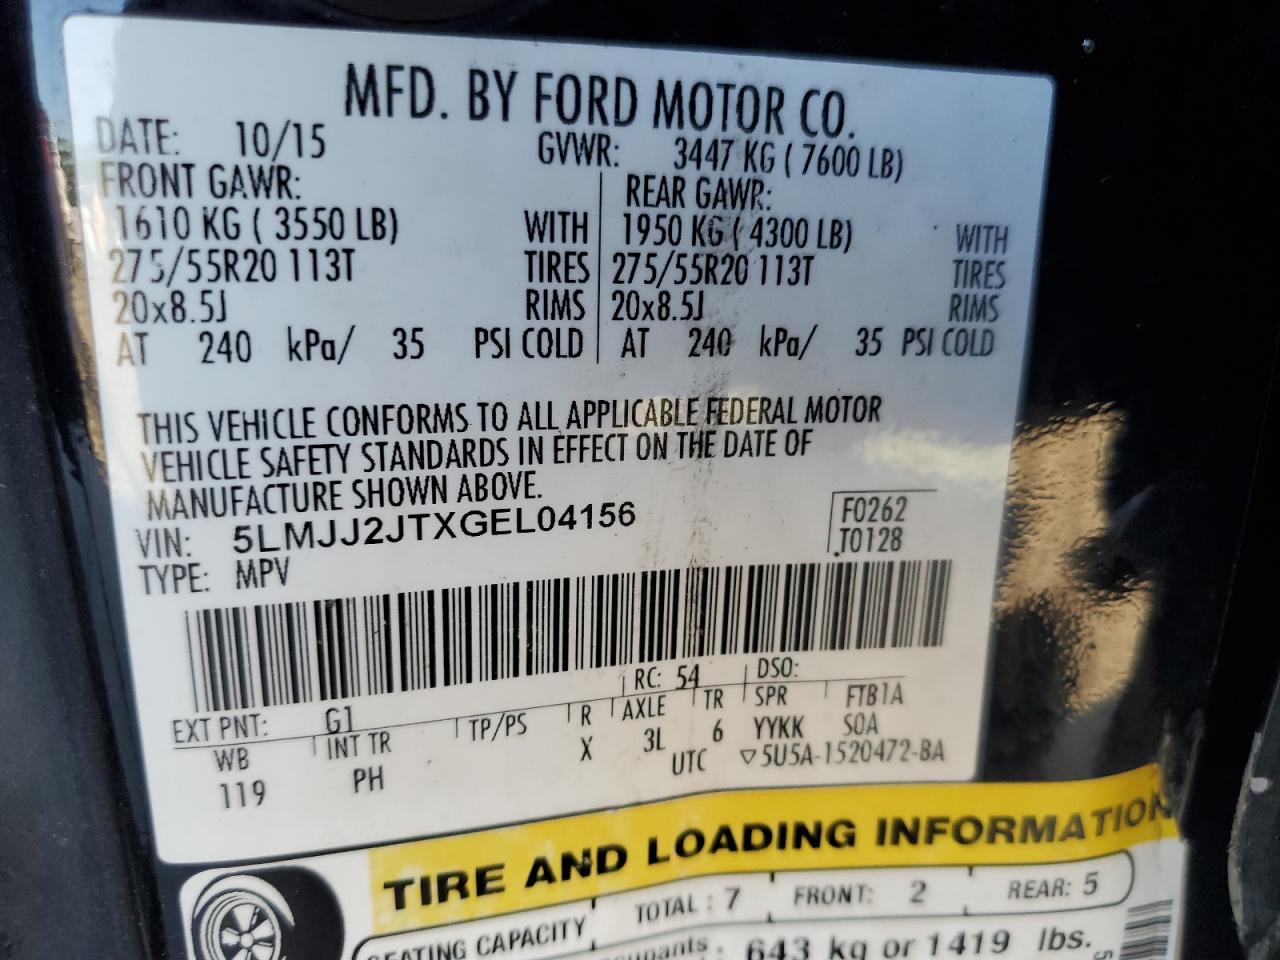 MFD. BY FORD MOTOR CO.
DATE: 10/15 GVWR: 3447 KG ( 7600 LB)
FRONT GAWR: REAR GAWR:
1610 KG ( 3550 LB) WITH 1950 KG ( 4300 LB) WITH
275/55R20 113T TIRES 275/55R20 113T TIRES
20x8.5J RIMS 20x8.5J RIMS
AT 240 kPa/ 35 PSI COLD AT 240 kPa/ 35 PSI COLD
THIS VEHICLE CONFORMS TO ALL APPLICABLE FEDERAL MOTOR
VEHICLE SAFETY STANDARDS IN EFFECT ON THE DATE OF
MANUFACTURE SHOWN ABOVE.
VIN: 5LMJJ2JTXGEL04156 F0262
TYPE: MPV T0128
EXT PNT: G1 RC: 54 DSO:
WB INT TR TP/PS R AXLE TR SPR FTB1A
119 PH X 3L 6 YYKK SOA
UTC ▽5U5A-1520472-BA
TIRE AND LOADING INFORMATION
SEATING CAPACITY TOTAL : 7 FRONT: 2 REAR: 5
643 kg or 1419 lbs.